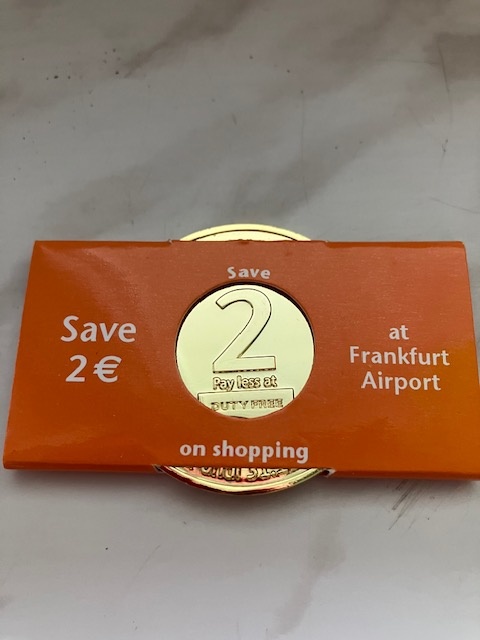 Save
Save
2 €
2
Pay less at
DUTY FREE
at
Frankfurt
Airport
on shopping